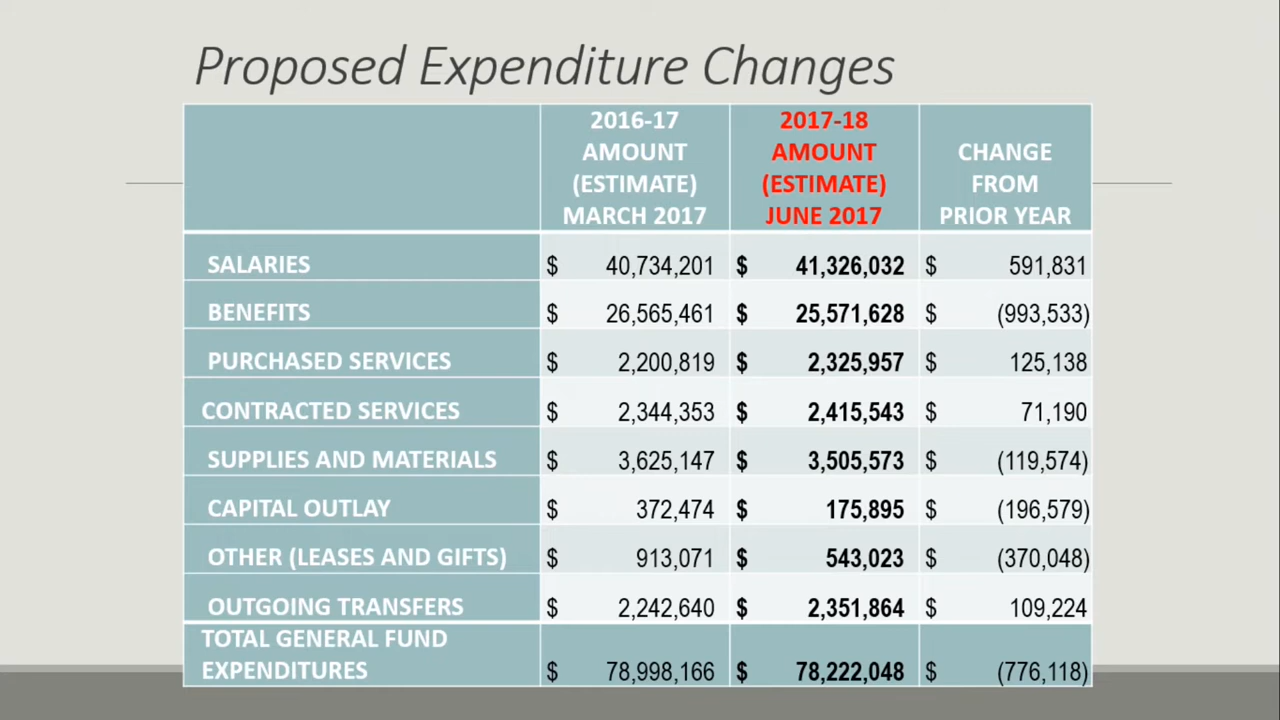 Proposed Expenditure Changes
2016-17 AMOUNT (ESTIMATE) MARCH 2017
2017-18 AMOUNT (ESTIMATE) JUNE 2017
CHANGE FROM PRIOR YEAR
SALARIES $ 40,734,201 $ 41,326,032 $ 591,831
BENEFITS $ 26,565,461 $ 25,571,628 $ (993,533)
PURCHASED SERVICES $ 2,200,819 $ 2,325,957 $ 125,138
CONTRACTED SERVICES $ 2,344,353 $ 2,415,543 $ 71,190
SUPPLIES AND MATERIALS $ 3,625,147 $ 3,505,573 $ (119,574)
CAPITAL OUTLAY $ 372,474 $ 175,895 $ (196,579)
OTHER (LEASES AND GIFTS) $ 913,071 $ 543,023 $ (370,048)
OUTGOING TRANSFERS $ 2,242,640 $ 2,351,864 $ 109,224
TOTAL GENERAL FUND
EXPENDITURES $ 78,998,166 $ 78,222,048 $ (776,118)